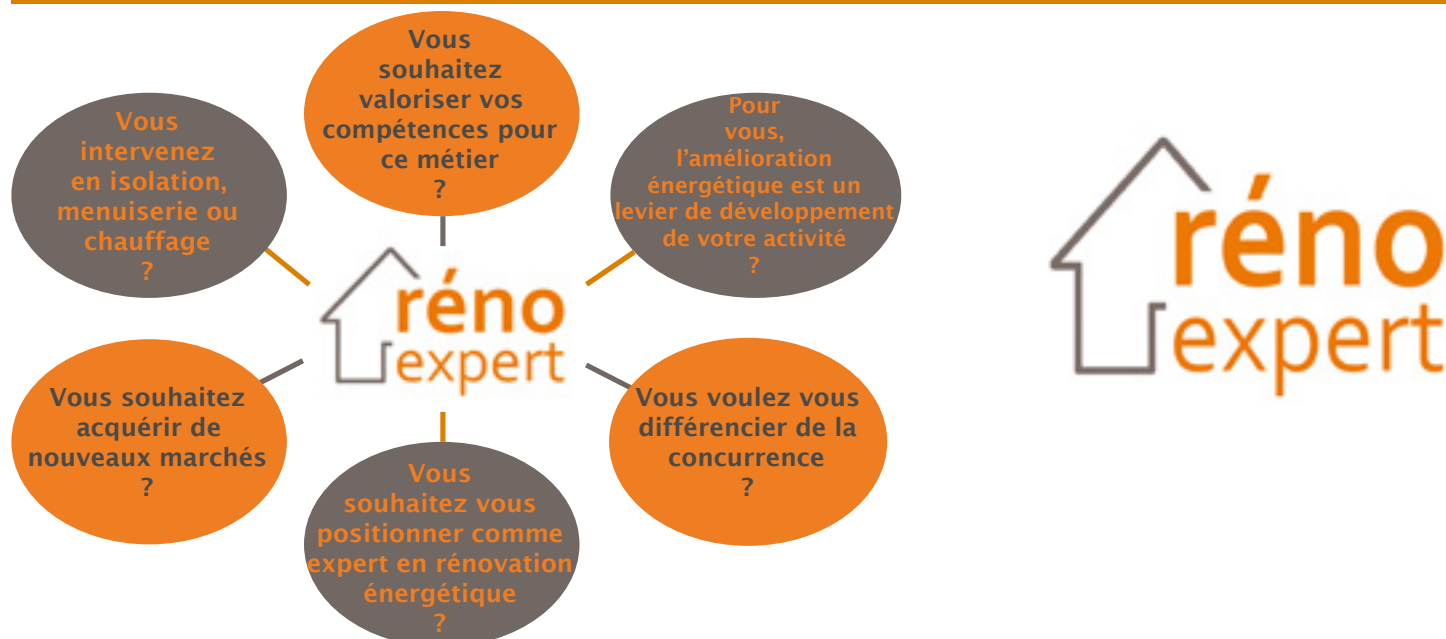 Vous
souhaitez
valoriser vos
compétences pour
ce métier
?
Vous
intervenez
en isolation,
menuiserie ou
chauffage
?
Pour
vous,
l'amélioration
énergétique est un
levier de développement
de votre activité
?
réno
expert
réno
expert
Vous souhaitez
acquérir de
nouveaux marchés
?
Vous voulez vous
différencier de la
concurrence
?
Vous
souhaitez vous
positionner comme
expert en rénovation
énergétique
?